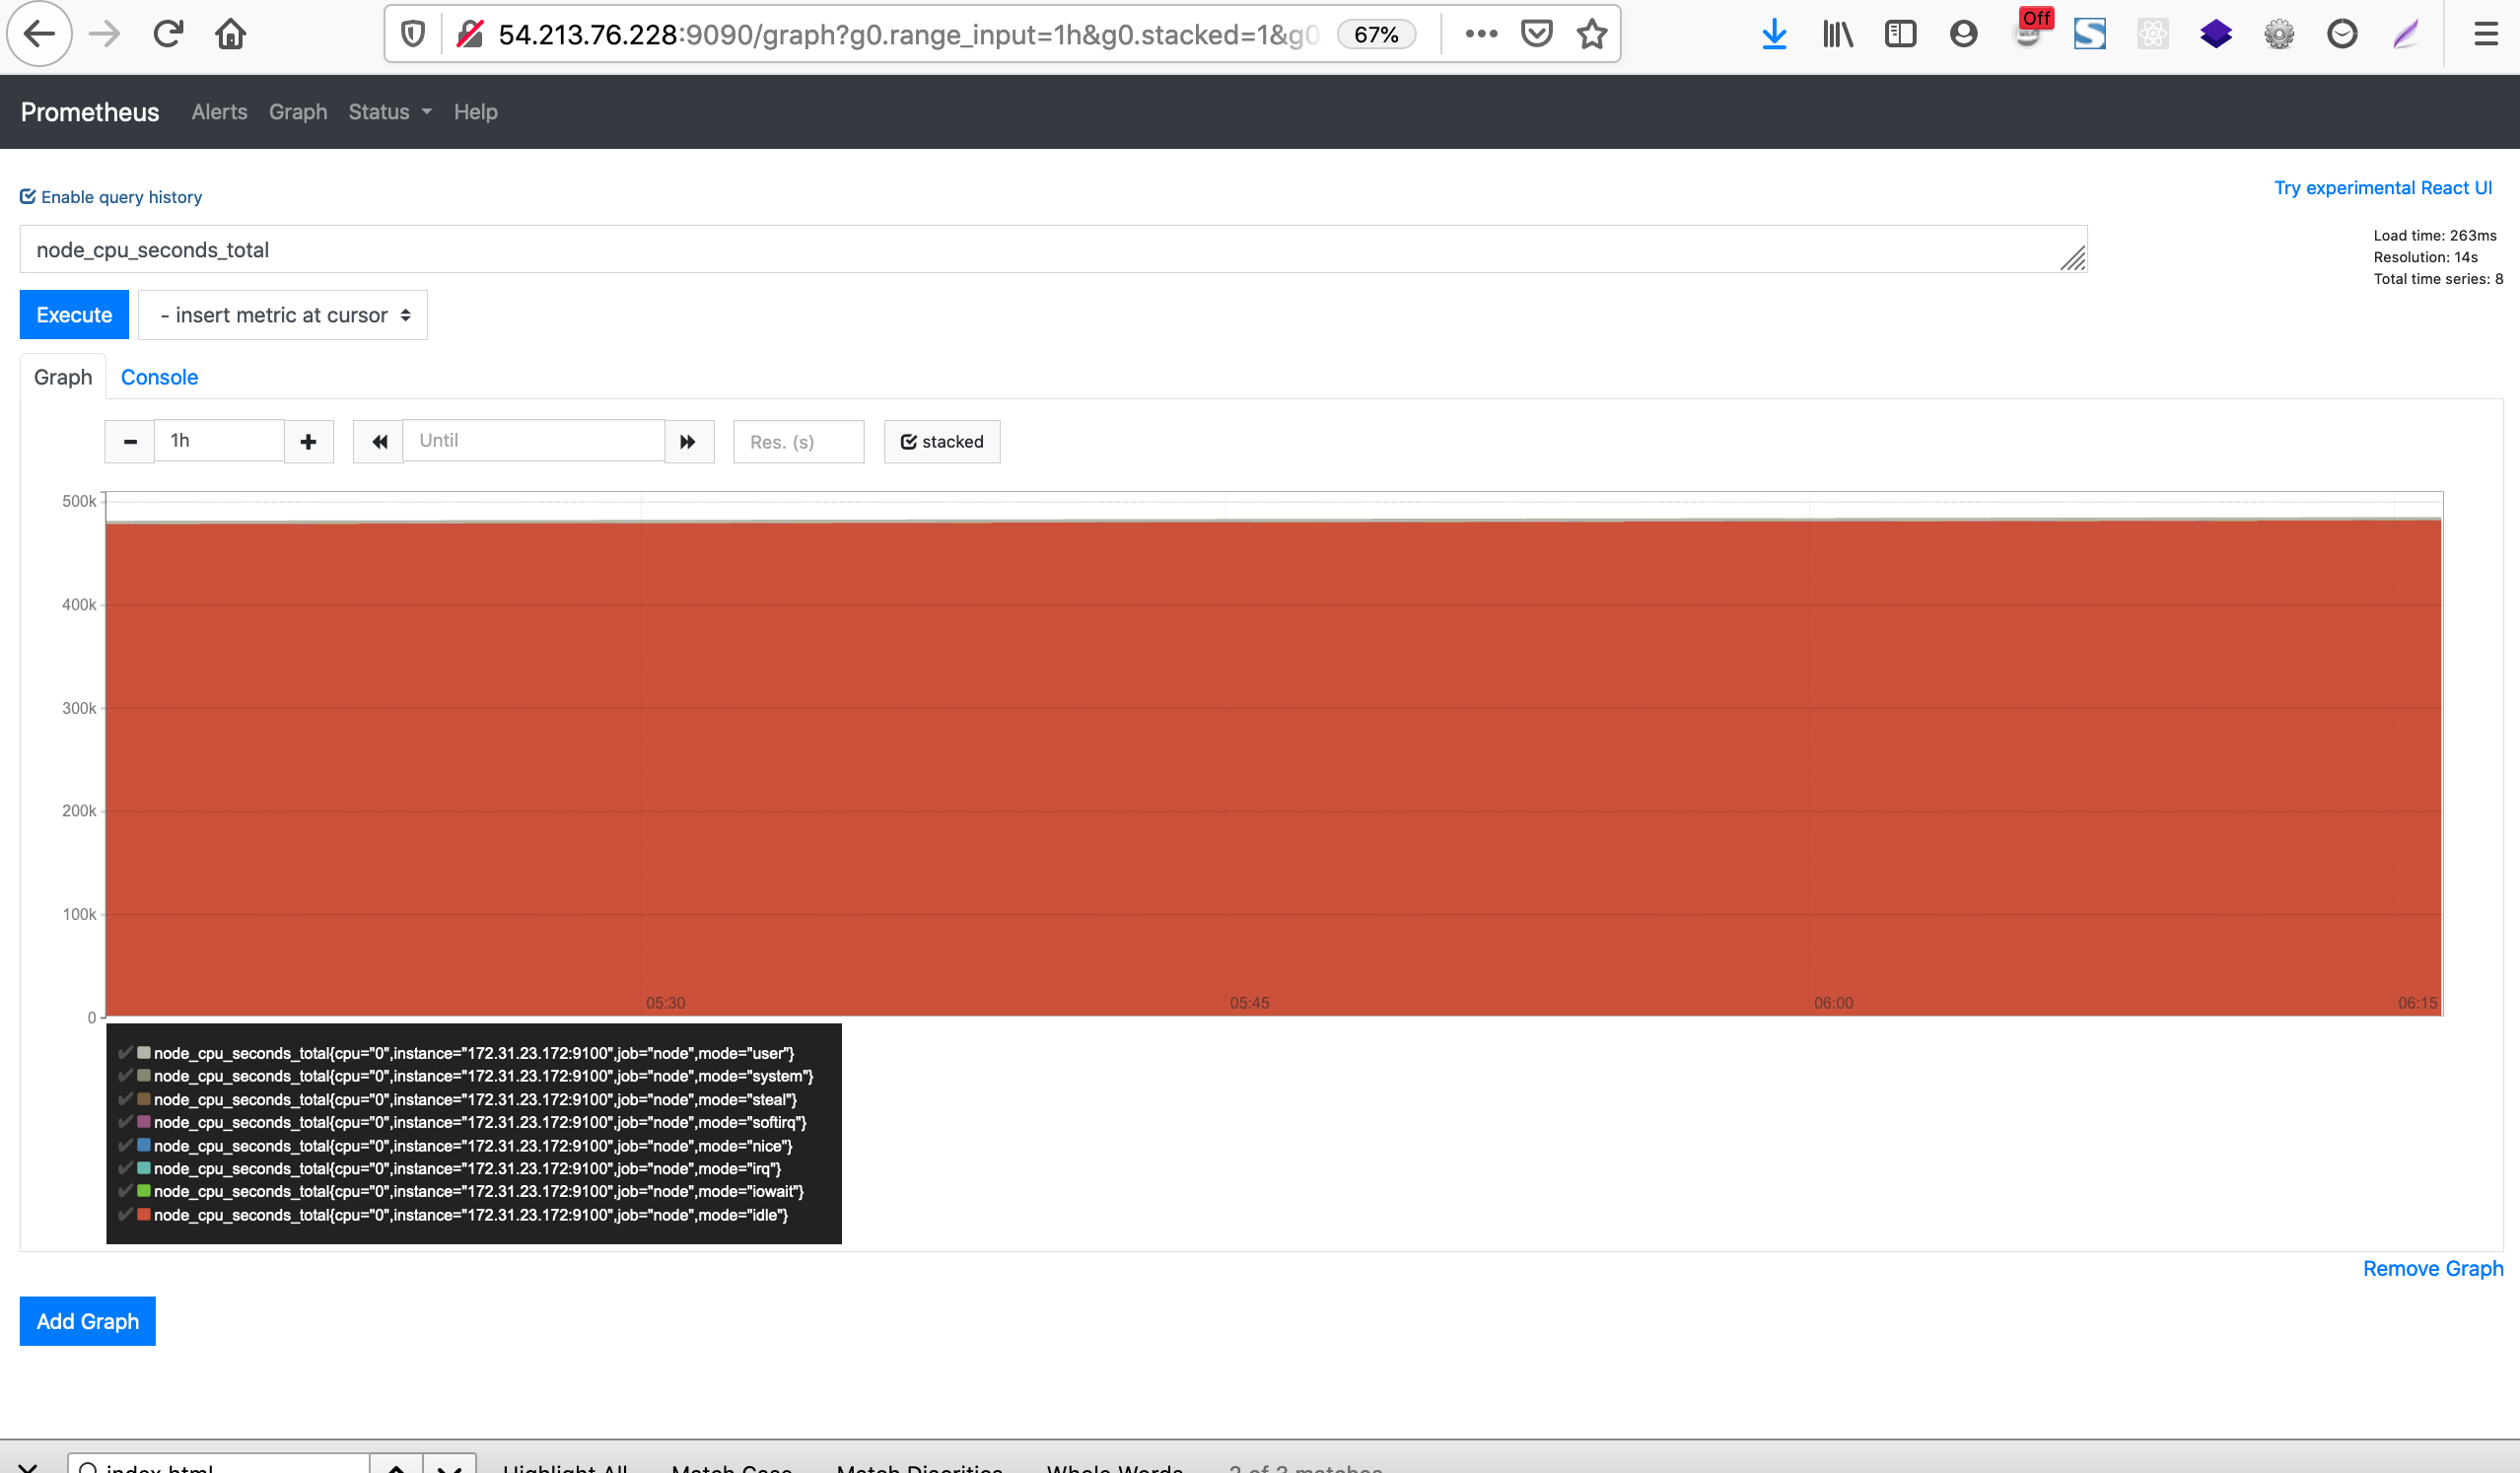 54.213.76.228:9090/graph?g0.range_input=1h&g0.stacked=1&g0
67%
Off
Prometheus Alerts Graph Status Help
Enable query history
Try experimental React UI
node_cpu_seconds_total
Load time: 263ms
Resolution: 14s
Total time series: 8
Execute - insert metric at cursor
Graph Console
1h Until Res. (s) stacked
500k
400k
300k
200k
100k
0
05:30 05:45 06:00 06:15
node_cpu_seconds_total{cpu="0",instance="172.31.23.172:9100",job="node",mode="user"}
node_cpu_seconds_total{cpu="0",instance="172.31.23.172:9100",job="node",mode="system"}
node_cpu_seconds_total{cpu="0",instance="172.31.23.172:9100",job="node",mode="steal"}
node_cpu_seconds_total{cpu="0",instance="172.31.23.172:9100",job="node",mode="softirq"}
node_cpu_seconds_total{cpu="0",instance="172.31.23.172:9100",job="node",mode="nice"}
node_cpu_seconds_total{cpu="0",instance="172.31.23.172:9100",job="node",mode="irq"}
node_cpu_seconds_total{cpu="0",instance="172.31.23.172:9100",job="node",mode="iowait"}
node_cpu_seconds_total{cpu="0",instance="172.31.23.172:9100",job="node",mode="idle"}
Remove Graph
Add Graph
index.html Highlight All Match Case Match Diacritics Whole Words 2 of 3 matches